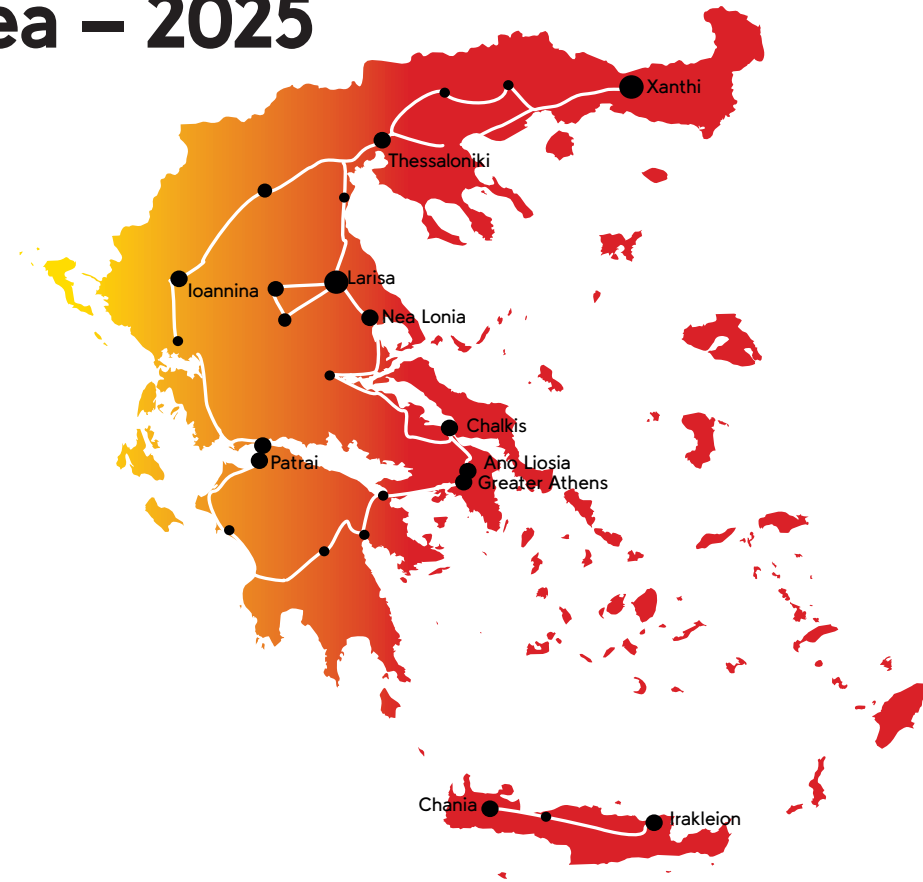 ea – 2025
Xanthi
Thessaloniki
Ioannina
Larisa
Nea Lonia
Chalkis
Patrai
Ano Liosia
Greater Athens
Chania
Irakleion